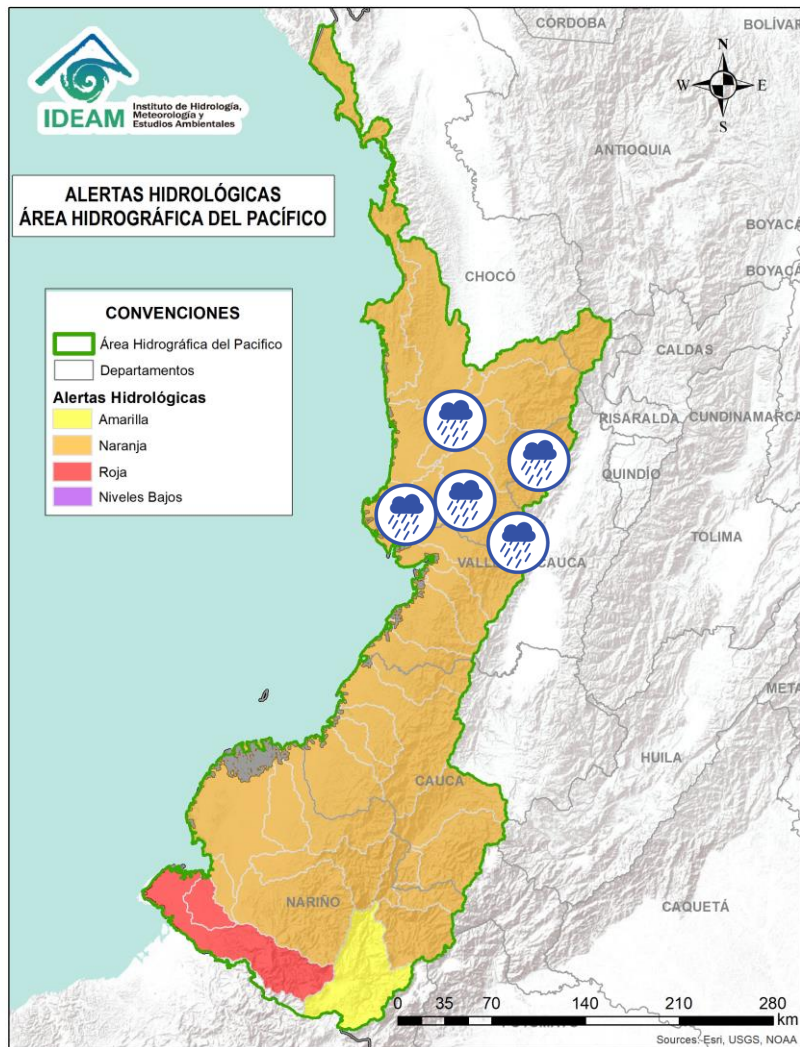 IDEAM
Instituto de Hidrología,
Meteorología y
Estudios Ambientales
ALERTAS HIDROLÓGICAS
ÁREA HIDROGRÁFICA DEL PACÍFICO
CONVENCIONES
Área Hidrográfica del Pacifico
Departamentos
Alertas Hidrológicas
Amarilla
Naranja
Roja
Niveles Bajos
N
W
E
S
CÓRDOBA
BOLÍVAR
ANTIOQUIA
BOYACÁ
BOYACÁ
CHOCÓ
CALDAS
RISARALDA
CUNDINAMARCA
QUINDÍO
TOLIMA
CAUCA
META
HUILA
CAUCA
NARIÑO
CAQUETÁ
0 35 70 140 210 280
km
Sources: Esri, USGS, NOAA